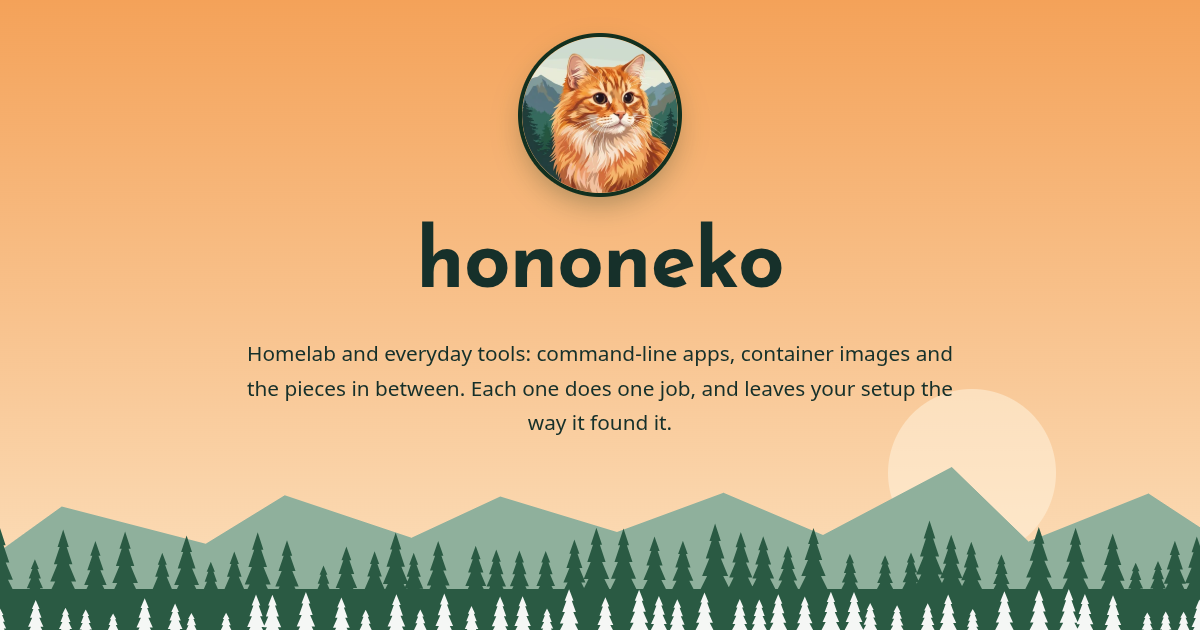 hononeko
Homelab and everyday tools: command-line apps, container images and
the pieces in between. Each one does one job, and leaves your setup the
way it found it.